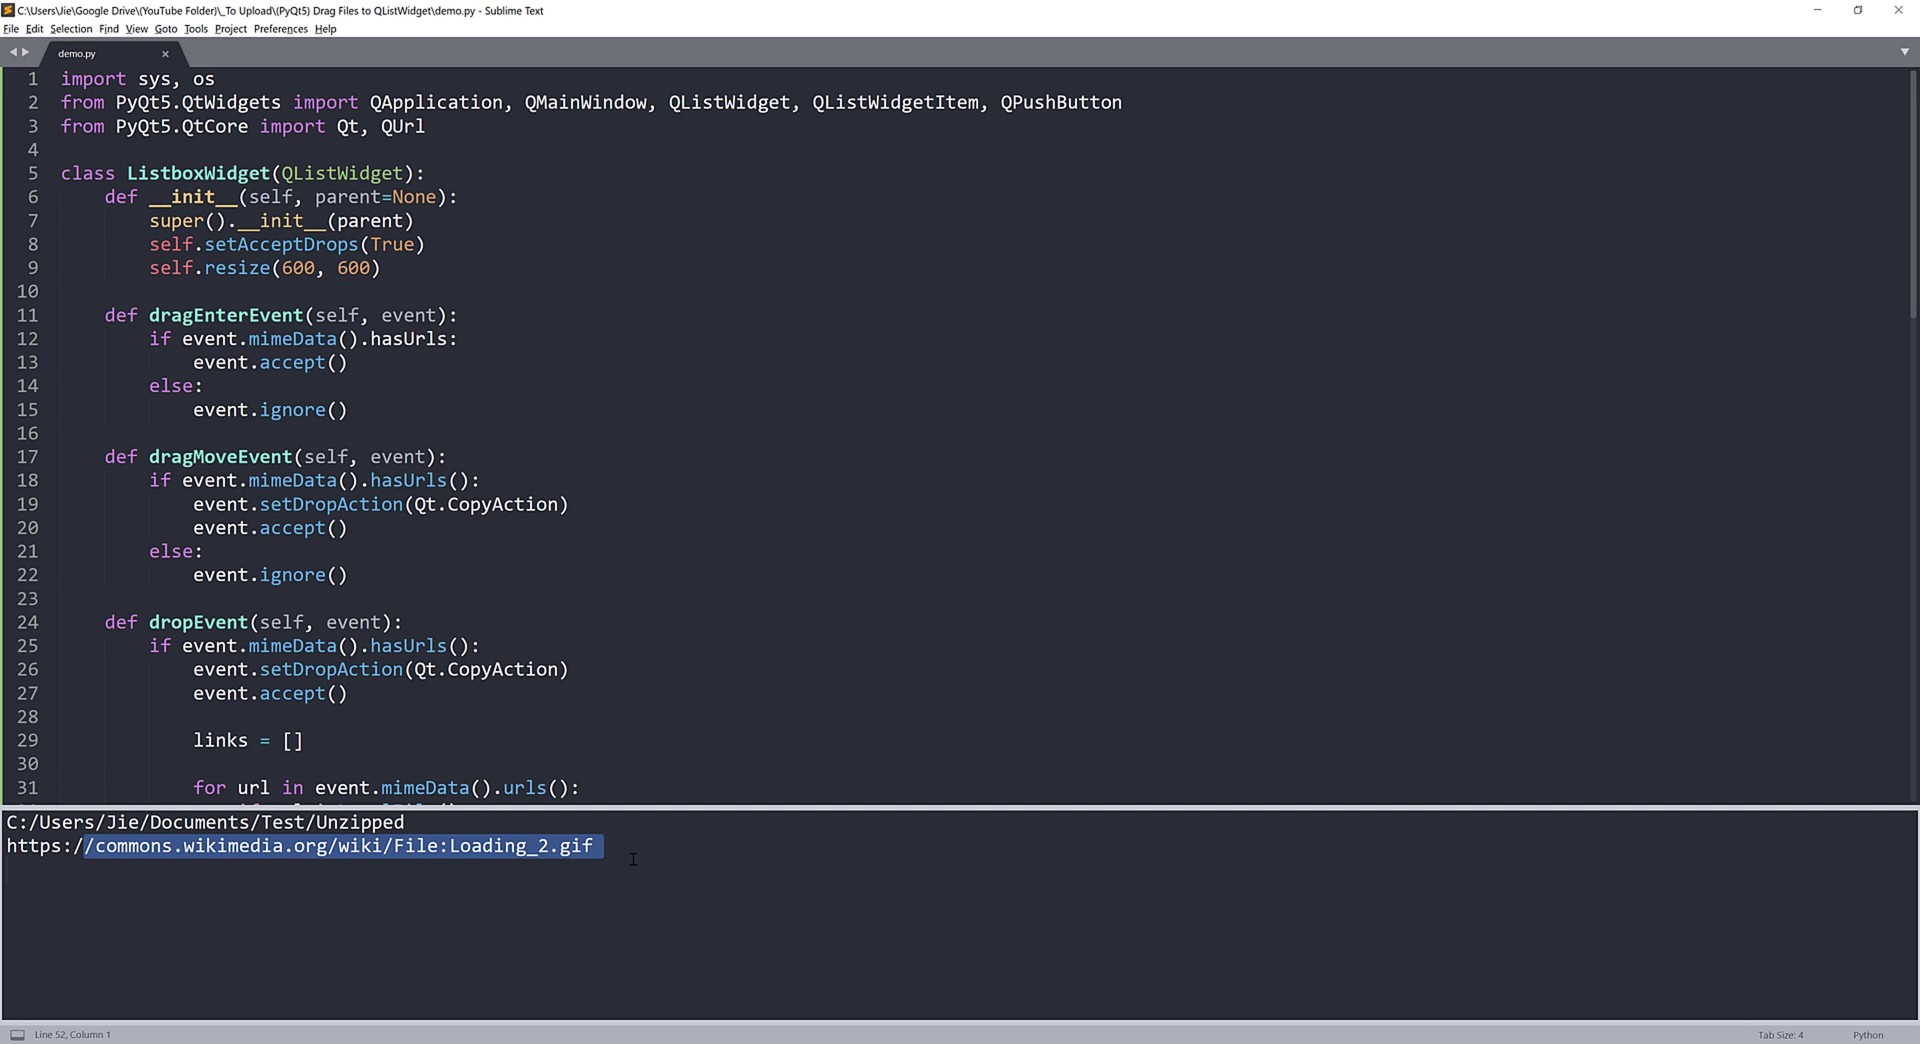 C:\Users\Jie\Google Drive\(YouTube Folder)\_To Upload\(PyQt5) Drag Files to QListWidget\demo.py - Sublime Text
File Edit Selection Find View Goto Tools Project Preferences Help
demo.py
1 import sys, os
2 from PyQt5.QtWidgets import QApplication, QMainWindow, QListWidget, QListWidgetItem, QPushButton
3 from PyQt5.QtCore import Qt, QUrl
4
5 class ListboxWidget(QListWidget):
6     def __init__(self, parent=None):
7         super().__init__(parent)
8         self.setAcceptDrops(True)
9         self.resize(600, 600)
10
11     def dragEnterEvent(self, event):
12         if event.mimeData().hasUrls:
13             event.accept()
14         else:
15             event.ignore()
16
17     def dragMoveEvent(self, event):
18         if event.mimeData().hasUrls():
19             event.setDropAction(Qt.CopyAction)
20             event.accept()
21         else:
22             event.ignore()
23
24     def dropEvent(self, event):
25         if event.mimeData().hasUrls():
26             event.setDropAction(Qt.CopyAction)
27             event.accept()
28
29             links = []
30
31             for url in event.mimeData().urls():
C:/Users/Jie/Documents/Test/Unzipped
https://commons.wikimedia.org/wiki/File:Loading_2.gif
Line 52, Column 1
Tab Size: 4
Python